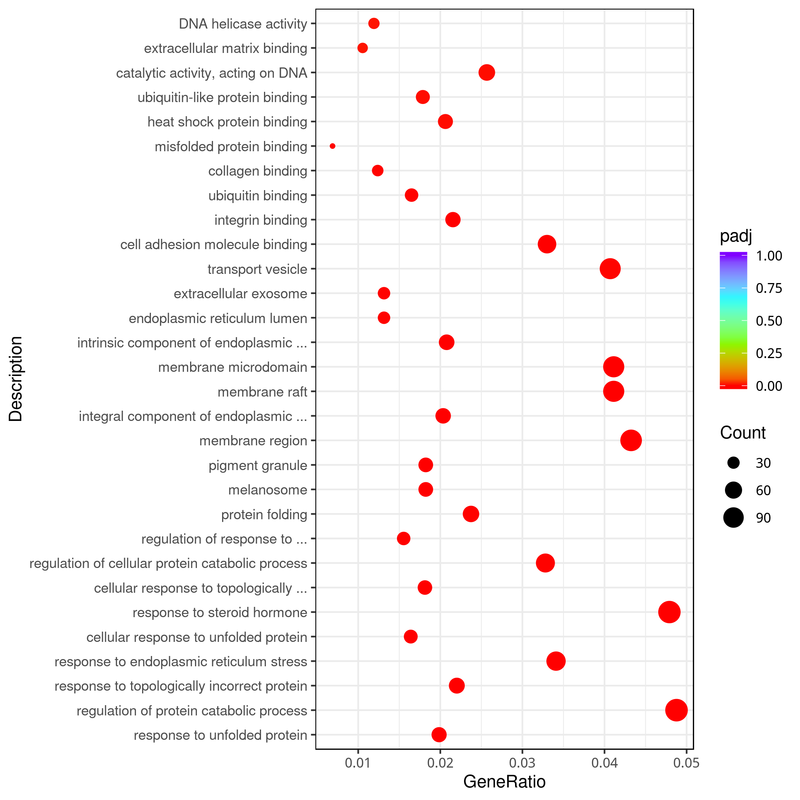 DNA helicase activity
extracellular matrix binding
catalytic activity, acting on DNA
ubiquitin-like protein binding
heat shock protein binding
misfolded protein binding
collagen binding
ubiquitin binding
integrin binding
cell adhesion molecule binding
transport vesicle
extracellular exosome
endoplasmic reticulum lumen
intrinsic component of endoplasmic ...
membrane microdomain
membrane raft
integral component of endoplasmic ...
membrane region
pigment granule
melanosome
protein folding
regulation of response to ...
regulation of cellular protein catabolic process
cellular response to topologically ...
response to steroid hormone
cellular response to unfolded protein
response to endoplasmic reticulum stress
response to topologically incorrect protein
regulation of protein catabolic process
response to unfolded protein
Description
0.01 0.02 0.03 0.04 0.05
GeneRatio
padj
1.00
0.75
0.50
0.25
0.00
Count
30
60
90